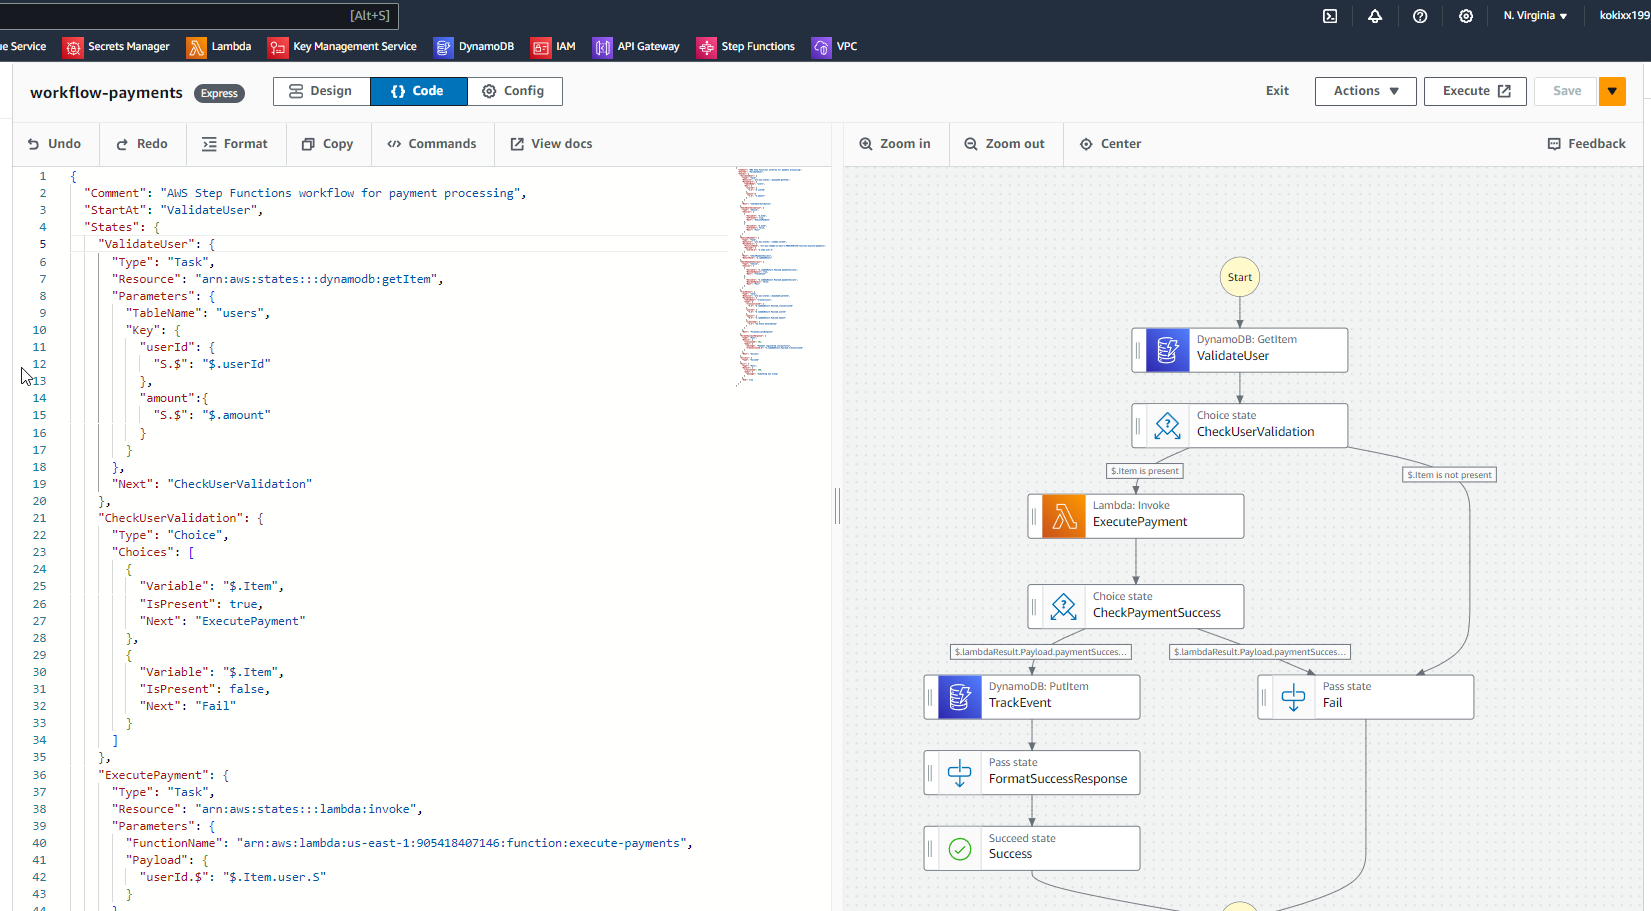 [Alt+S]
N. Virginia
kokixx199
ue Service
Secrets Manager
Lambda
Key Management Service
DynamoDB
IAM
API Gateway
Step Functions
VPC
workflow-payments
Express
Design
{} Code
Config
Exit
Actions
Execute
Save
Undo
Redo
Format
Copy
Commands
View docs
Zoom in
Zoom out
Center
Feedback
1 {
2 "Comment": "AWS Step Functions workflow for payment processing",
3 "StartAt": "ValidateUser",
4 "States": {
5 "ValidateUser": {
6 "Type": "Task",
7 "Resource": "arn:aws:states:::dynamodb:getItem",
8 "Parameters": {
9 "TableName": "users",
10 "Key": {
11 "userId": {
12 "S.$": "$.userId"
13 },
14 "amount":{
15 "S.$": "$.amount"
16 }
17 }
18 },
19 "Next": "CheckUserValidation"
20 },
21 "CheckUserValidation": {
22 "Type": "Choice",
23 "Choices": [
24 {
25 "Variable": "$.Item",
26 "IsPresent": true,
27 "Next": "ExecutePayment"
28 },
29 {
30 "Variable": "$.Item",
31 "IsPresent": false,
32 "Next": "Fail"
33 }
34 ]
35 },
36 "ExecutePayment": {
37 "Type": "Task",
38 "Resource": "arn:aws:states:::lambda:invoke",
39 "Parameters": {
40 "FunctionName": "arn:aws:lambda:us-east-1:905418407146:function:execute-payments",
41 "Payload": {
42 "userId.$": "$.Item.user.S"
43 }
44 }
Start
DynamoDB: GetItem
ValidateUser
Choice state
CheckUserValidation
$.Item is present
$.Item is not present
Lambda: Invoke
ExecutePayment
Choice state
CheckPaymentSuccess
$.lambdaResult.Payload.paymentSucces...
$.lambdaResult.Payload.paymentSucces...
DynamoDB: PutItem
TrackEvent
Pass state
Fail
Pass state
FormatSuccessResponse
Succeed state
Success